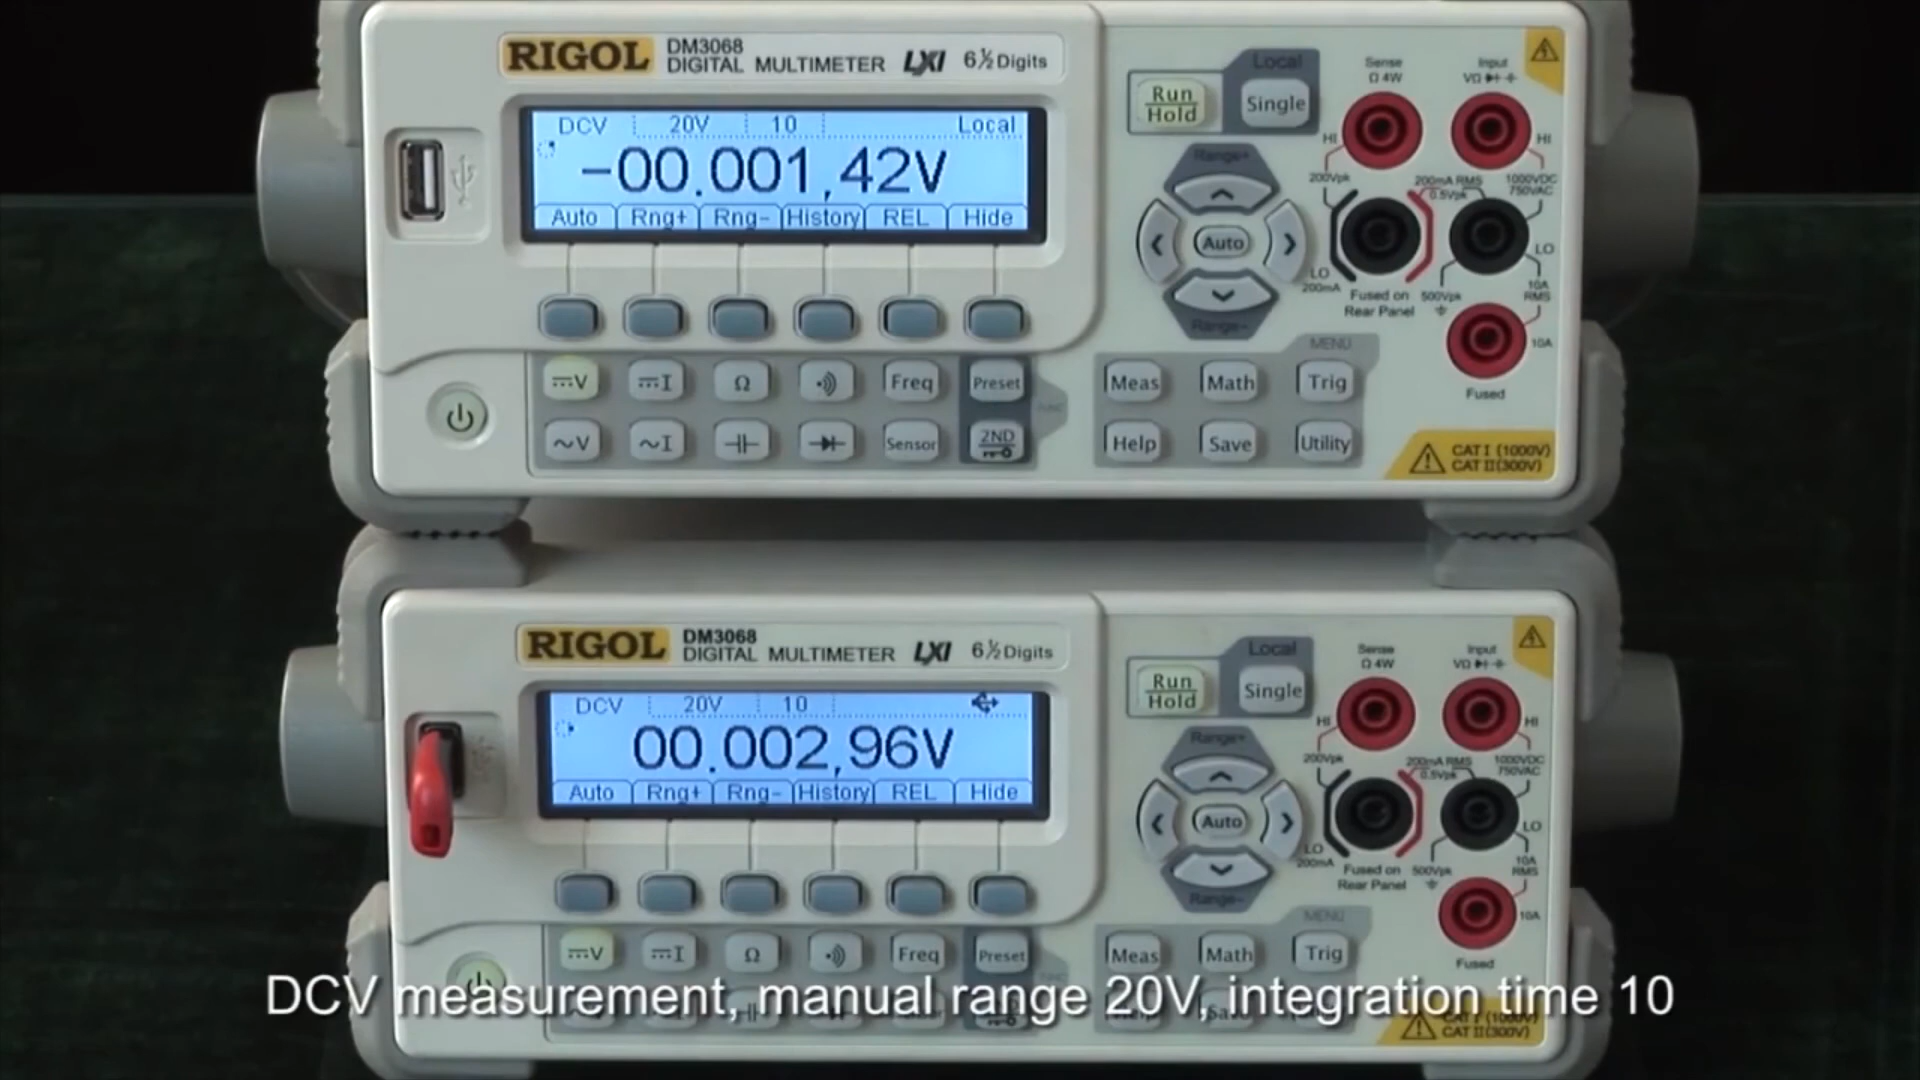 RIGOL DM3068 DIGITAL MULTIMETER LXI 6½ Digits
DCV 20V 10 Local
-00.001,42V
Auto Rng+ Rng- History REL Hide
Run Hold
Local
Single
Range+
Auto
Range-
Sense Ω 4W
Input
HI HI
200Vpk
200mA RMS
0.5Vpk
1000VDC
750VAC
LO
200mA
LO
Fused on
Rear Panel
500Vpk
10A
RMS
10A
Fused
MENU
V I Ω Freq Preset Meas Math Trig
~V ~I Sensor 2ND Help Save Utility
CAT I (1000V)
CAT II (300V)
RIGOL DM3068 DIGITAL MULTIMETER LXI 6½ Digits
DCV 20V 10
00.002,96V
Auto Rng+ Rng- History REL Hide
Run Hold
Local
Single
Range+
Auto
Range-
Sense Ω 4W
Input
HI HI
200Vpk
200mA RMS
0.5Vpk
1000VDC
750VAC
LO
200mA
LO
Fused on
Rear Panel
500Vpk
10A
RMS
10A
Fused
MENU
V I Ω Freq Preset Meas Math Trig
DCV measurement, manual range 20V, integration time 10
CAT I (1000V)
CAT II (300V)